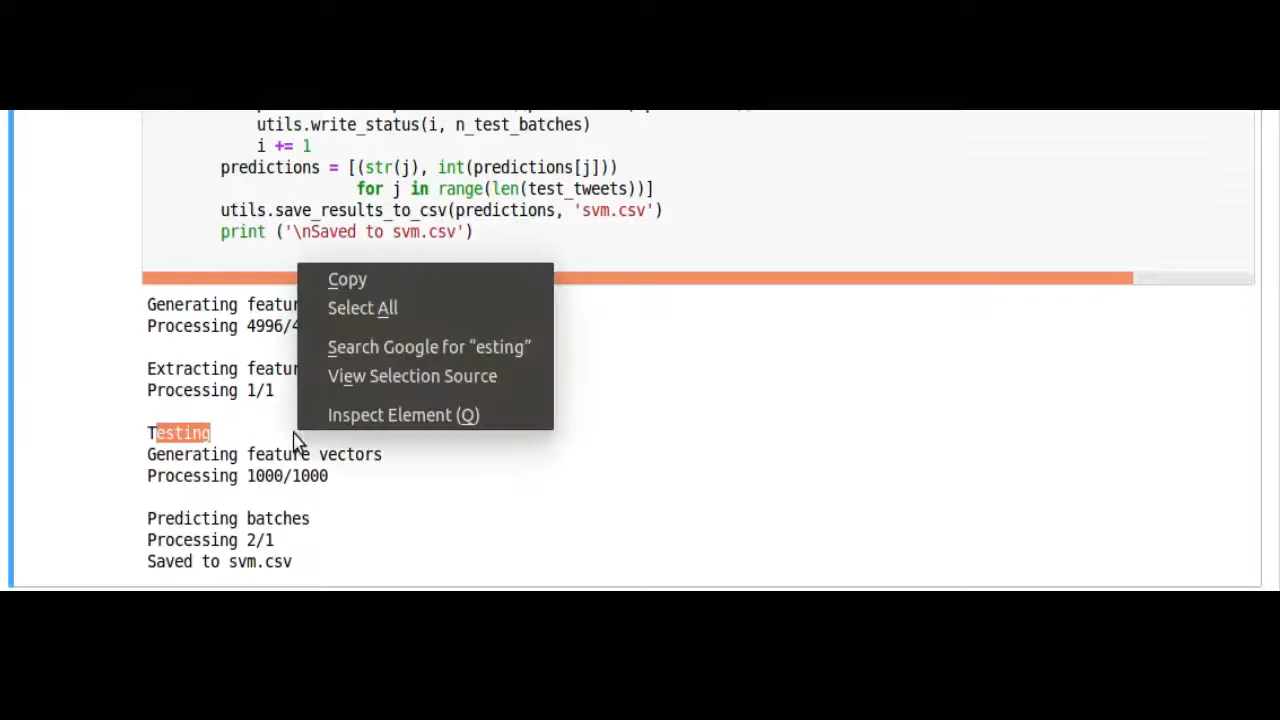 utils.write_status(i, n_test_batches)
i += 1
predictions = [(str(j), int(predictions[j]))
for j in range(len(test_tweets))]
utils.save_results_to_csv(predictions, 'svm.csv')
print ('\nSaved to svm.csv')
Copy
Select All
Search Google for “esting”
View Selection Source
Inspect Element (Q)
Generating
Processing 4996/
Extracting
Processing 1/1
Testing
Generating feature vectors
Processing 1000/1000
Predicting batches
Processing 2/1
Saved to svm.csv